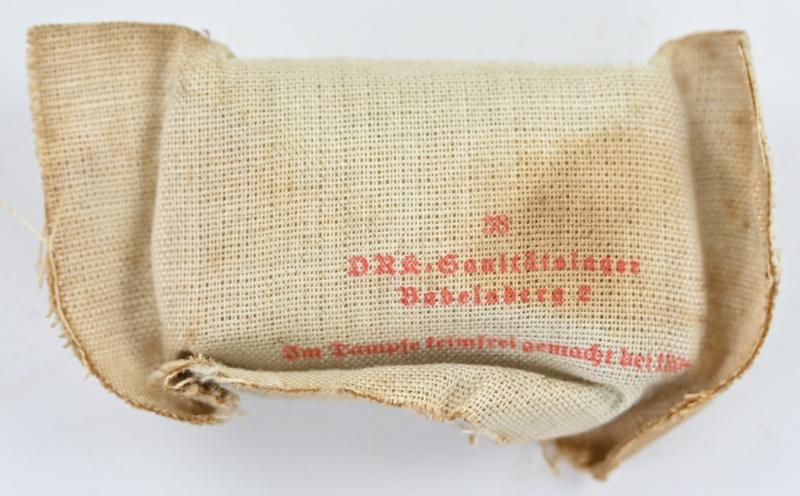 DRK-Sanitätslager
Babelsberg 2
Im Dampfe keimfrei gemacht bei